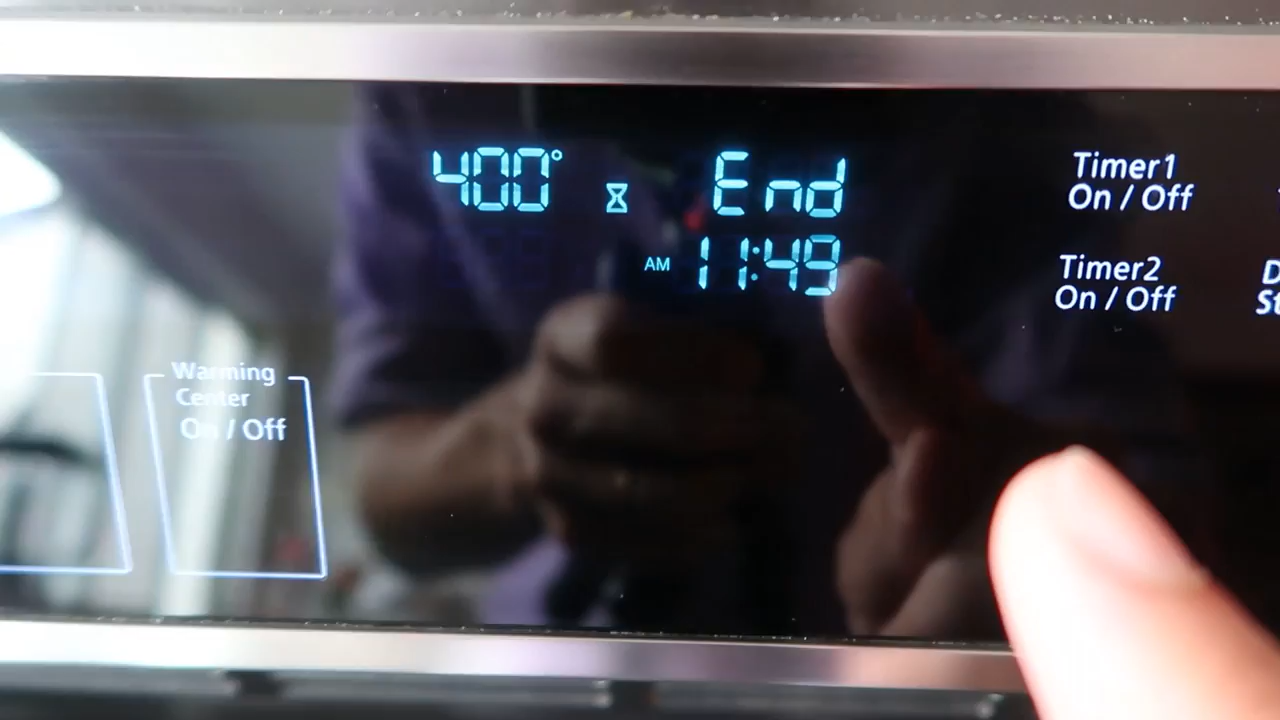 400° End
AM 11:49
Timer1
On / Off
Timer2
On / Off
Warming
Center
On / Off